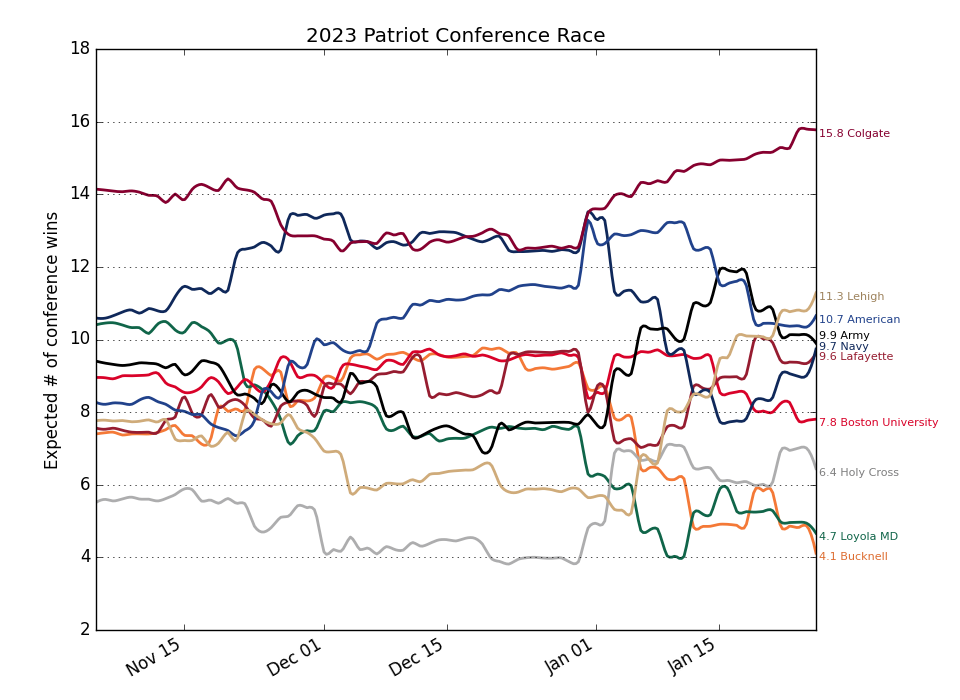 2023 Patriot Conference Race
Expected # of conference wins
18
16
14
12
10
8
6
4
2
15.8 Colgate
11.3 Lehigh
10.7 American
9.9 Army
9.7 Navy
9.6 Lafayette
7.8 Boston University
6.4 Holy Cross
4.7 Loyola MD
4.1 Bucknell
Nov 15
Dec 01
Dec 15
Jan 01
Jan 15